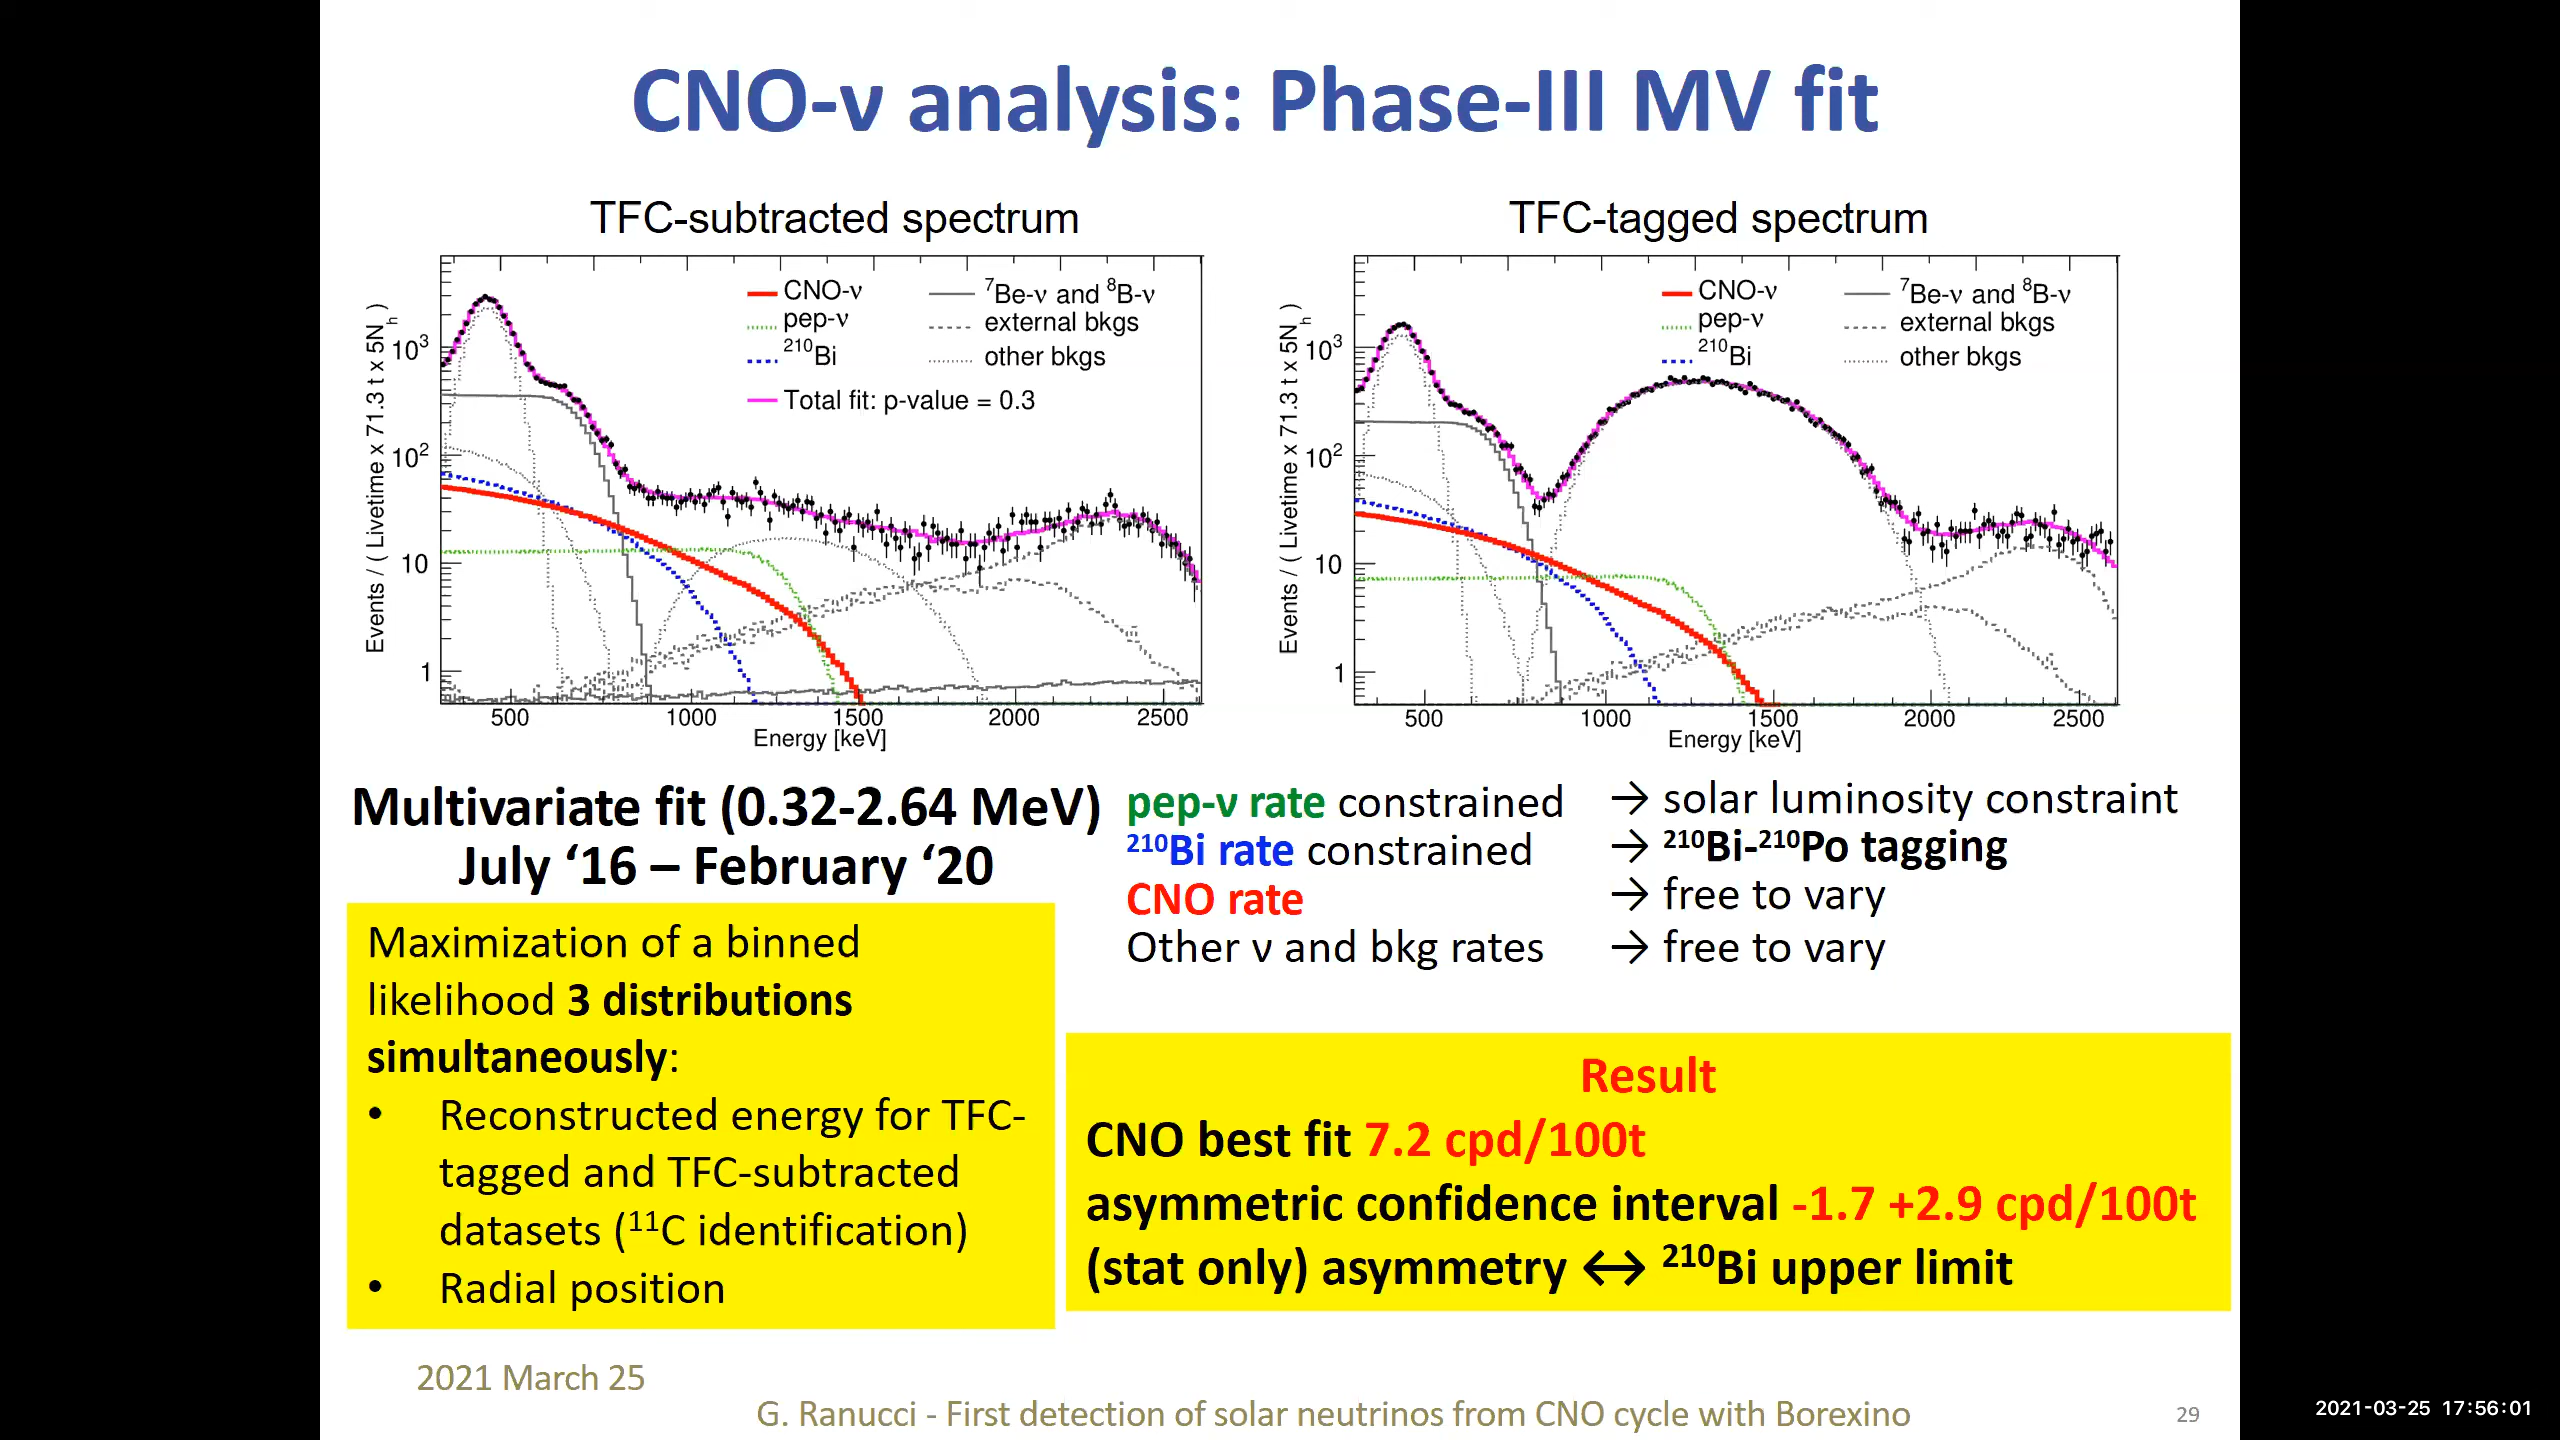 CNO-ν analysis: Phase-III MV fit
TFC-subtracted spectrum
Events / ( Livetime x 71.3 t x 5Nh )
10³
10²
10
1
CNO-ν
pep-ν
²¹⁰Bi
Total fit: p-value = 0.3
⁷Be-ν and ⁸B-ν
external bkgs
other bkgs
500 1000 1500 2000 2500
Energy [keV]
TFC-tagged spectrum
Events / ( Livetime x 71.3 t x 5Nh )
10³
10²
10
1
CNO-ν
pep-ν
²¹⁰Bi
⁷Be-ν and ⁸B-ν
external bkgs
other bkgs
500 1000 1500 2000 2500
Energy [keV]
Multivariate fit (0.32-2.64 MeV)
July ‘16 – February ‘20
Maximization of a binned
likelihood 3 distributions
simultaneously:
• Reconstructed energy for TFC-
tagged and TFC-subtracted
datasets (¹¹C identification)
• Radial position
pep-ν rate constrained → solar luminosity constraint
²¹⁰Bi rate constrained → ²¹⁰Bi-²¹⁰Po tagging
CNO rate → free to vary
Other ν and bkg rates → free to vary
Result
CNO best fit 7.2 cpd/100t
asymmetric confidence interval -1.7 +2.9 cpd/100t
(stat only) asymmetry ↔ ²¹⁰Bi upper limit
2021 March 25
G. Ranucci - First detection of solar neutrinos from CNO cycle with Borexino
29
2021-03-25 17:56:01